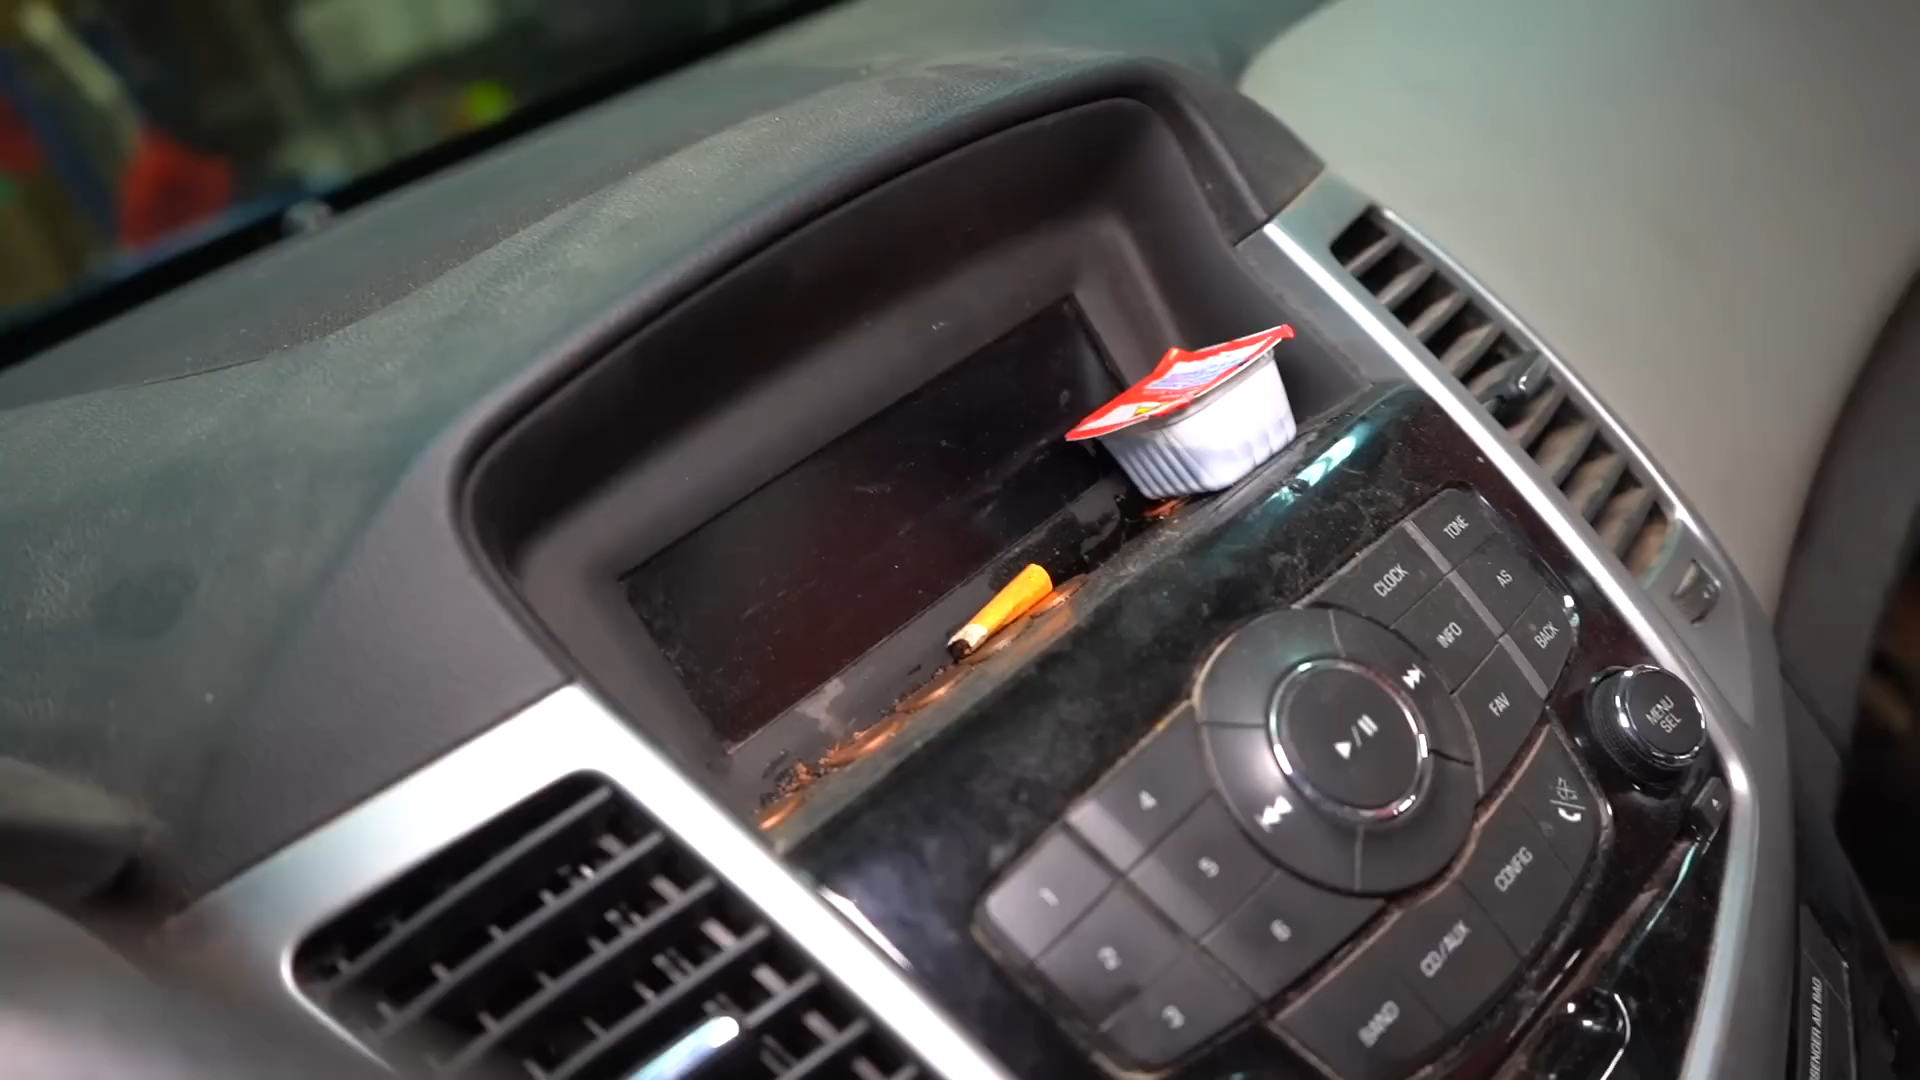 TONE
CLOCK
AS
INFO
BACK
FAV
MENU
SEL
4
1
5
2
6
3
CONFIG
CD/AUX
BAND